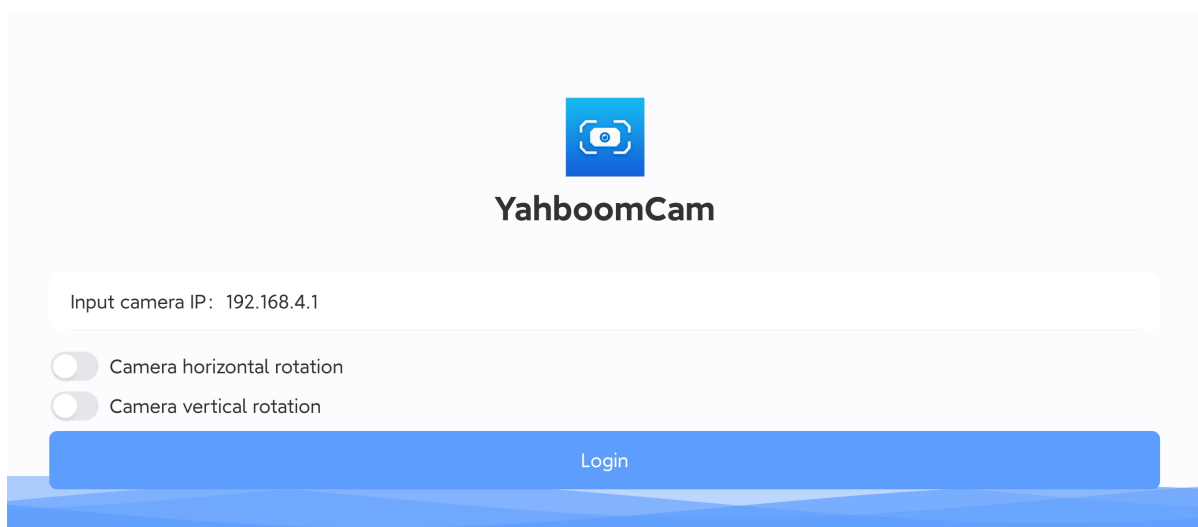 YahboomCam
Input camera IP： 192.168.4.1
Camera horizontal rotation
Camera vertical rotation
Login